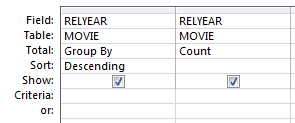 Field: RELYEAR RELYEAR
Table: MOVIE MOVIE
Total: Group By Count
Sort: Descending
Show:
Criteria:
or: